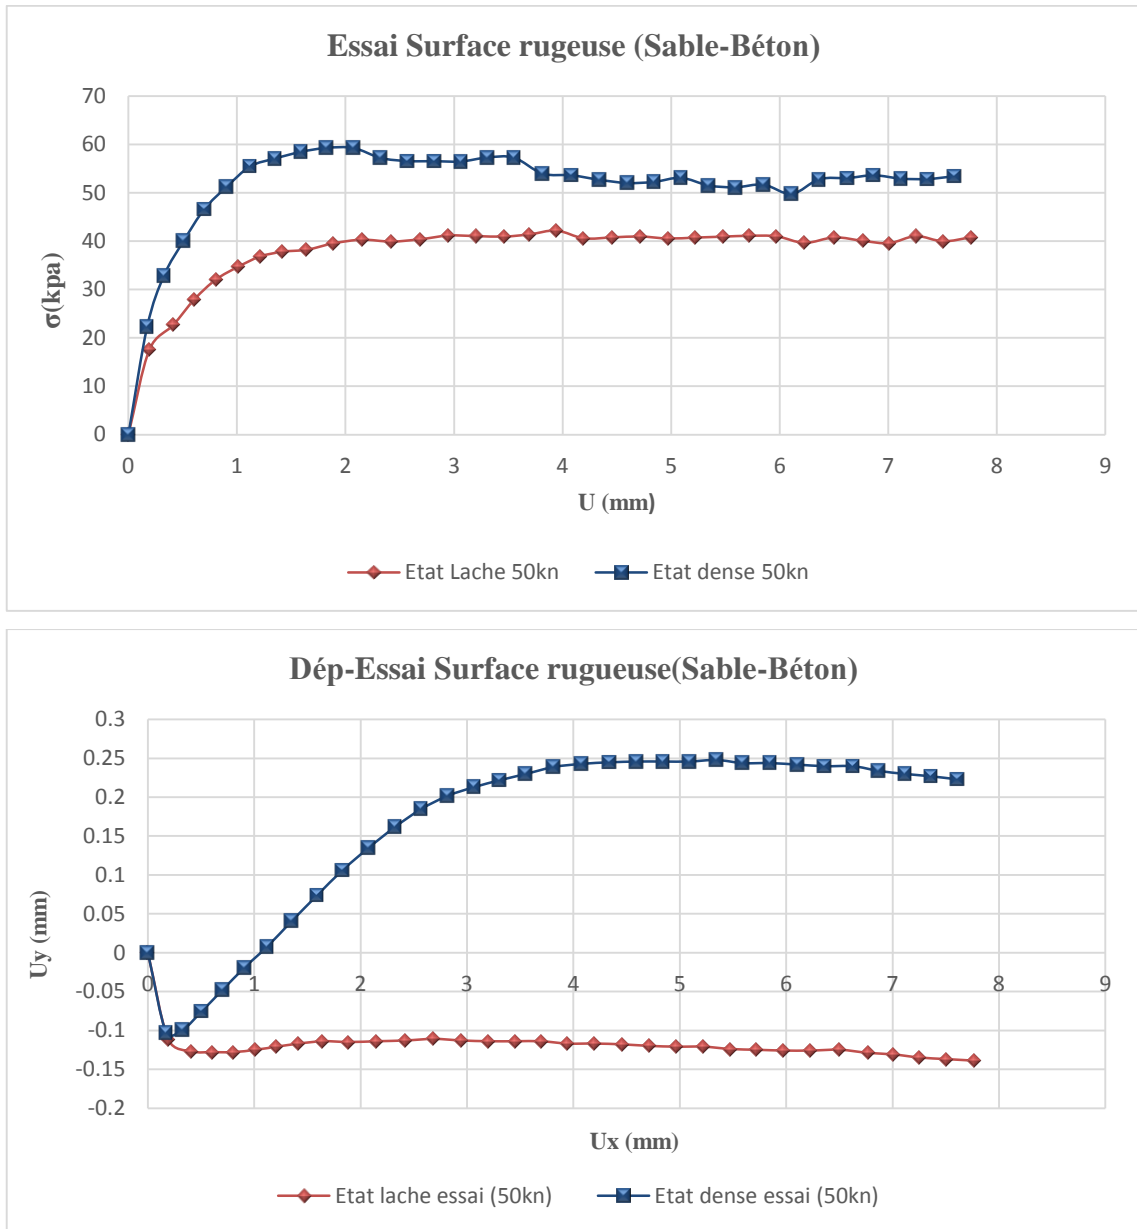 Essai Surface rugeuse (Sable-Béton)
70
60
50
40
30
20
10
0
σ(kpa)
0 1 2 3 4 5 6 7 8 9
U (mm)
Etat Lache 50kn Etat dense 50kn
Dép-Essai Surface rugueuse(Sable-Béton)
0.3
0.25
0.2
0.15
0.1
0.05
0
-0.05
-0.1
-0.15
-0.2
Uy (mm)
0 1 2 3 4 5 6 7 8 9
Ux (mm)
Etat lache essai (50kn) Etat dense essai (50kn)